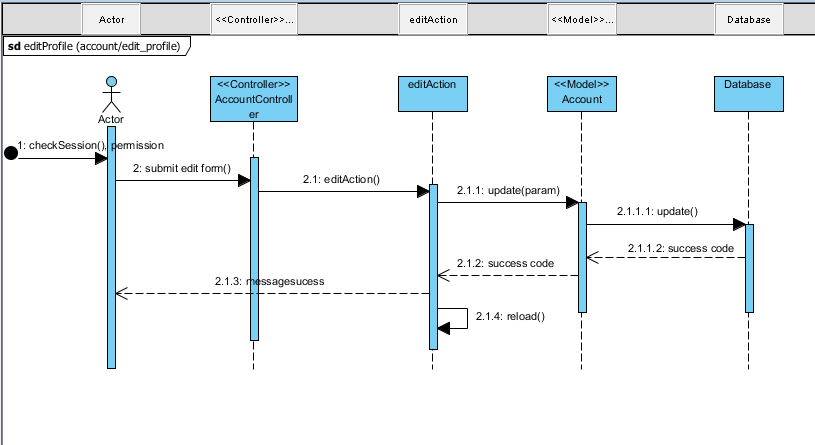 Actor
<<Controller>>...
editAction
<<Model>>...
Database
sd editProfile (account/edit_profile)
<<Controller>>
AccountControll
er
editAction
<<Model>>
Account
Database
Actor
1: checkSession(), permission
2: submit edit form()
2.1: editAction()
2.1.1: update(param)
2.1.1.1: update()
2.1.1.2: success code
2.1.2: success code
2.1.3: messagesucess
2.1.4: reload()